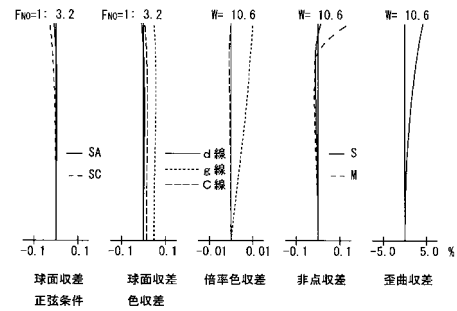 FNO=1: 3.2
FNO=1: 3.2
W= 10.6
W= 10.6
W= 10.6
SA
SC
d線
g線
C線
S
M
-0.1 0.1
-0.1 0.1
-0.01 0.01
-0.1 0.1
-5.0 5.0 %
球面収差
正弦条件
球面収差
色収差
倍率色収差
非点収差
歪曲収差